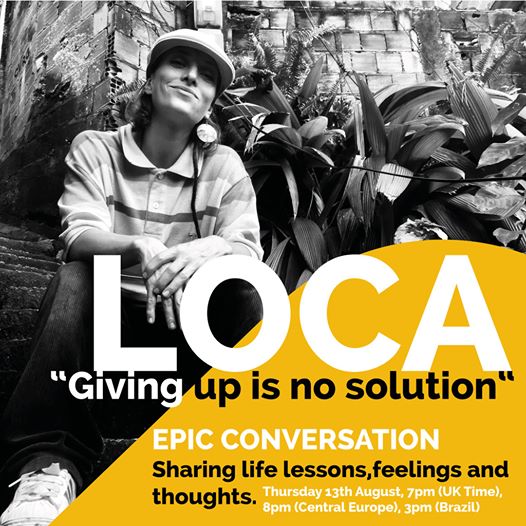 LOCA
“Giving up is no solution“
EPIC CONVERSATION
Sharing life lessons,feelings and
thoughts. Thursday 13th August, 7pm (UK Time),
8pm (Central Europe), 3pm (Brazil)